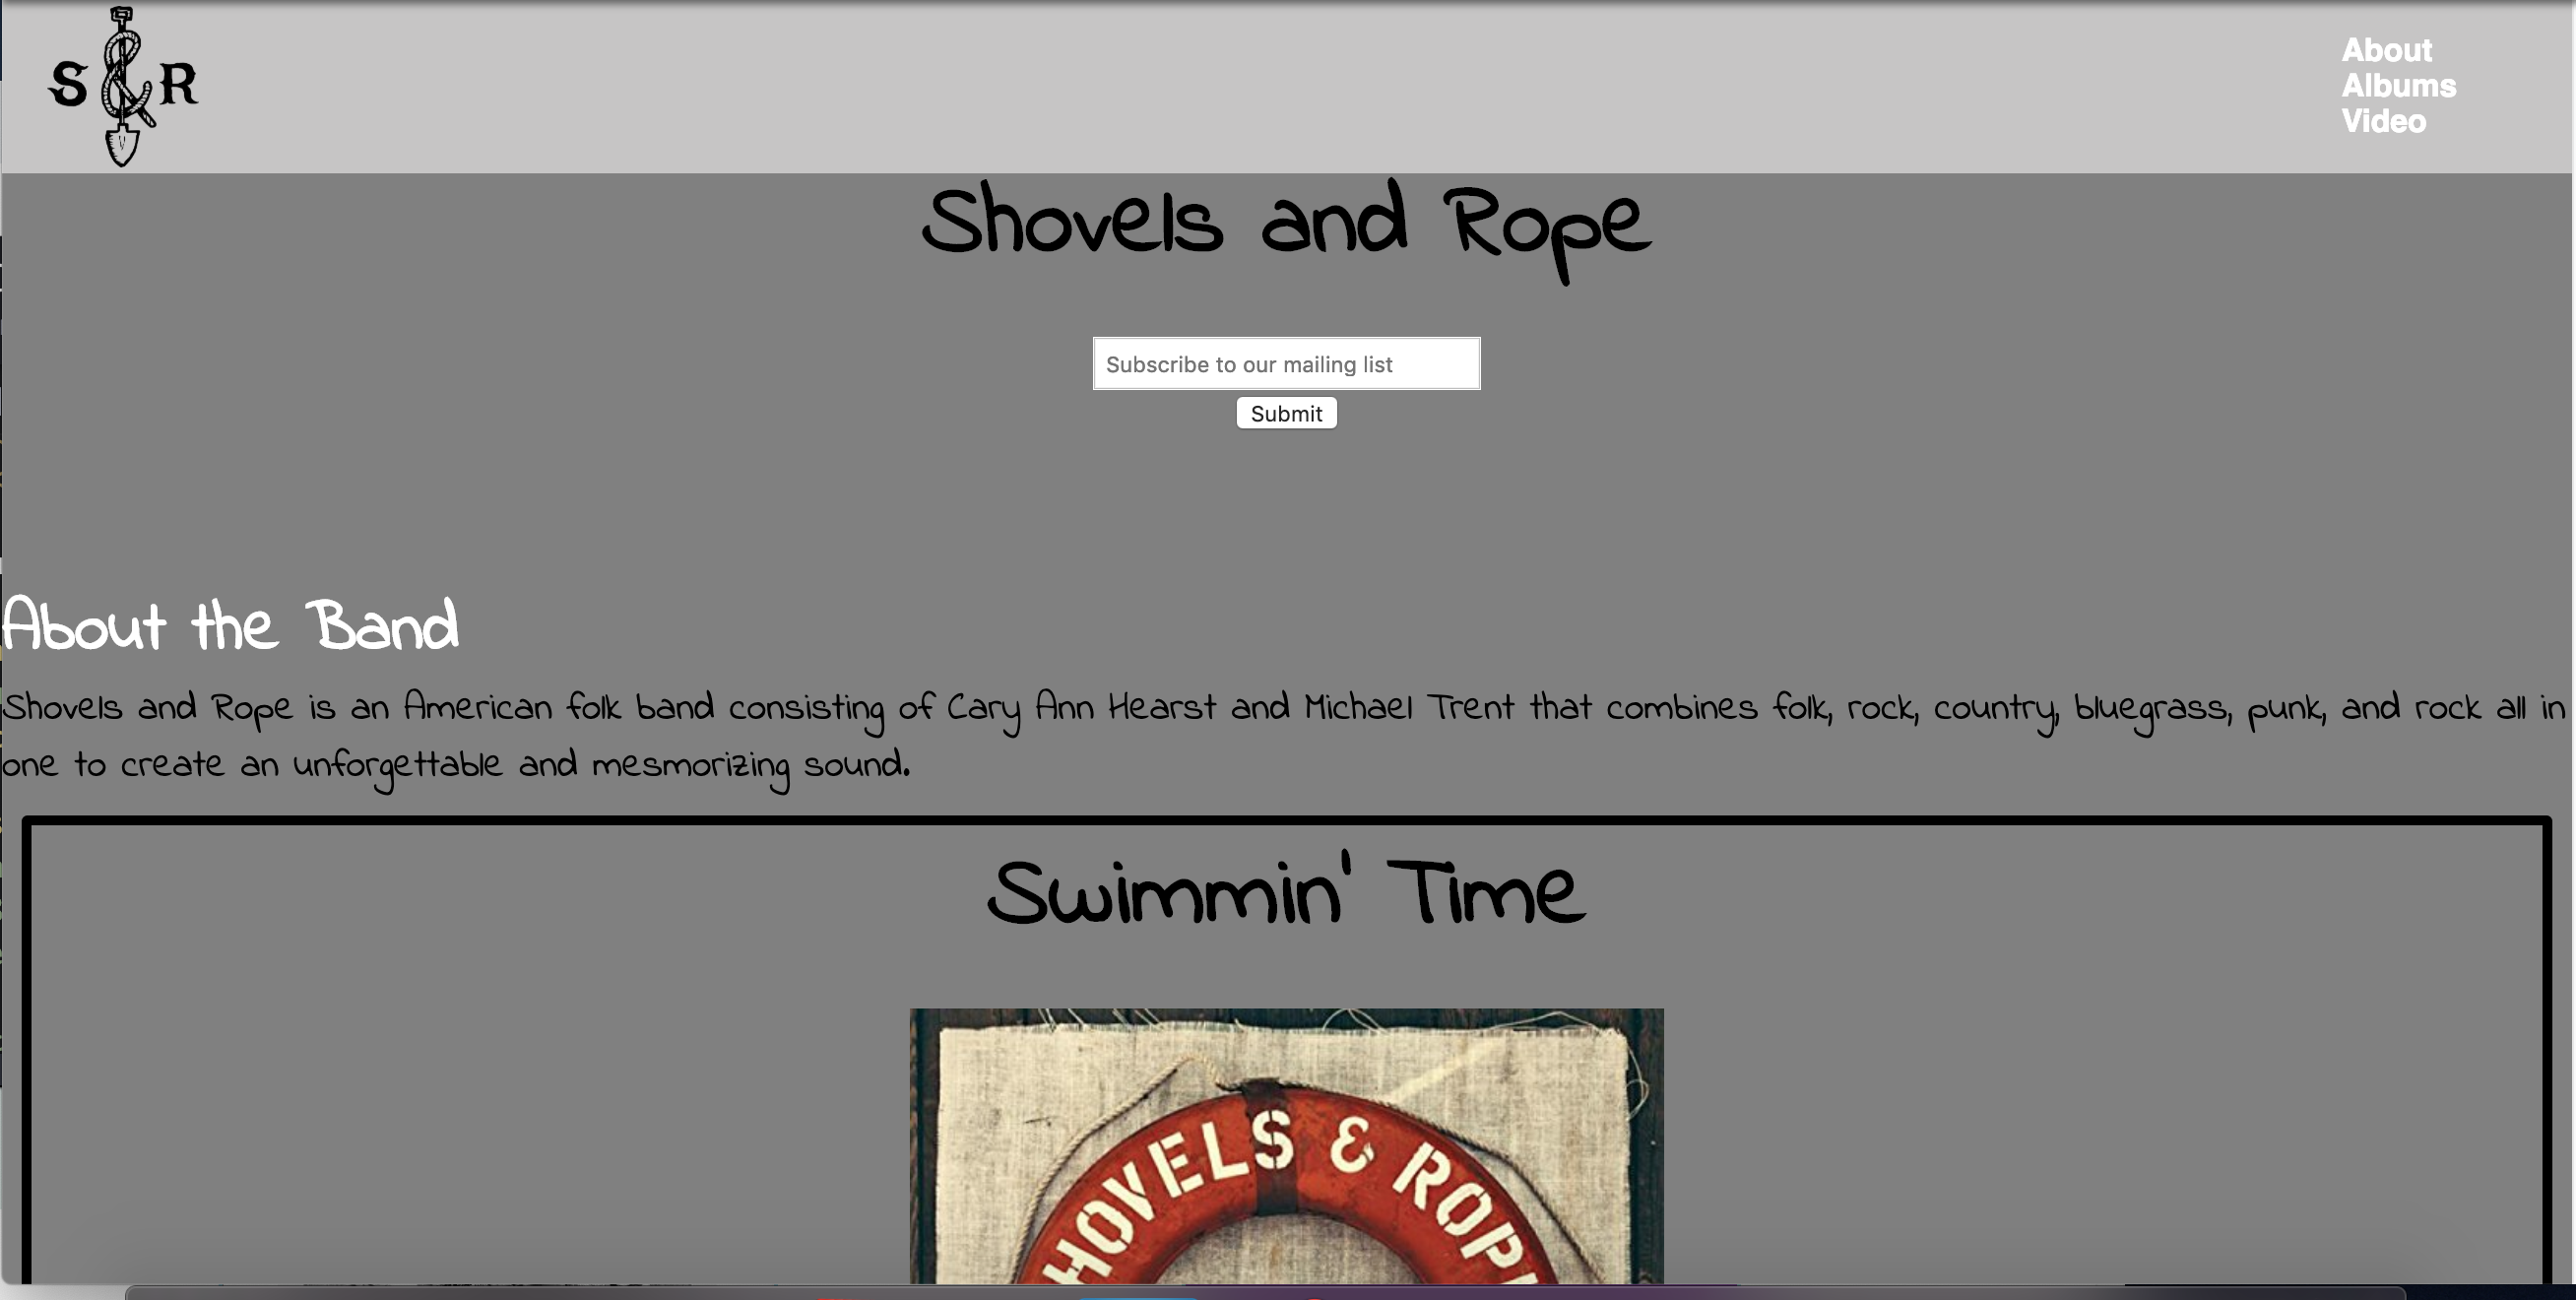 S & R
About
Albums
Video
Shovels and Rope
Subscribe to our mailing list
Submit
About the Band
Shovels and Rope is an American folk band consisting of Cary Ann Hearst and Michael Trent that combines folk, rock, country, bluegrass, punk, and rock all in
one to create an unforgettable and mesmorizing sound.
Swimmin' Time
HOVELS & ROP